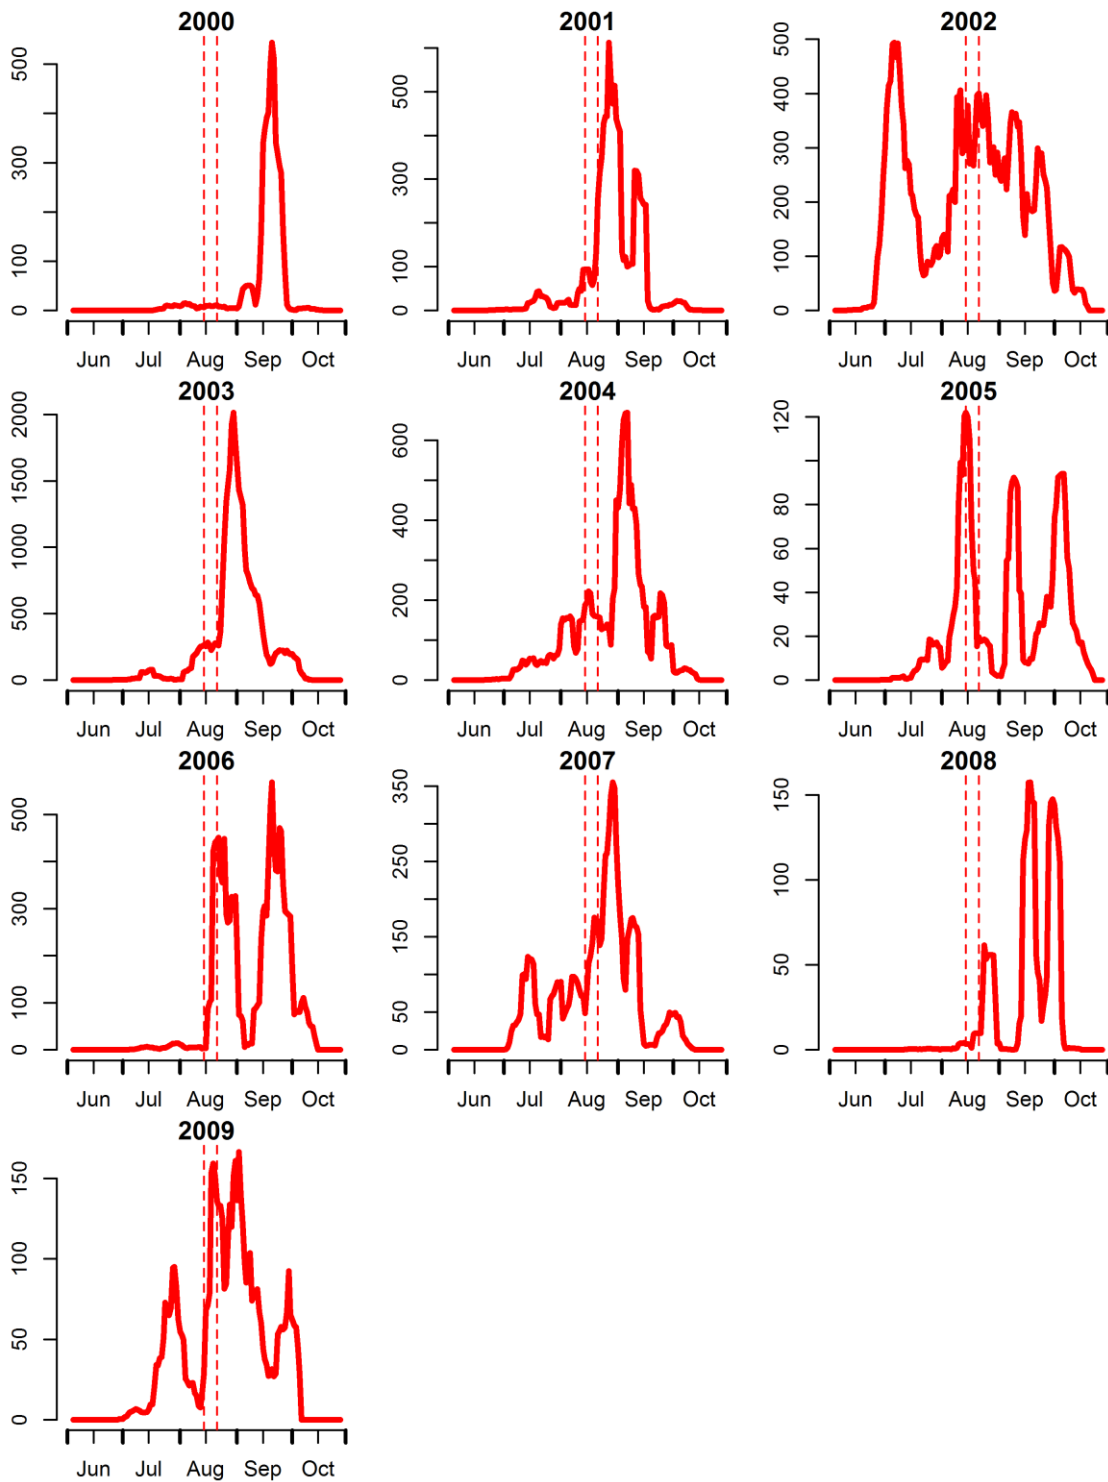 2000
0 100 300 500
Jun Jul Aug Sep Oct
2001
0 100 300 500
Jun Jul Aug Sep Oct
2002
0 100 200 300 400 500
Jun Jul Aug Sep Oct
2003
0 500 1000 1500 2000
Jun Jul Aug Sep Oct
2004
0 200 400 600
Jun Jul Aug Sep Oct
2005
0 20 40 60 80 120
Jun Jul Aug Sep Oct
2006
0 100 300 500
Jun Jul Aug Sep Oct
2007
0 50 150 250 350
Jun Jul Aug Sep Oct
2008
0 50 100 150
Jun Jul Aug Sep Oct
2009
0 50 100 150
Jun Jul Aug Sep Oct